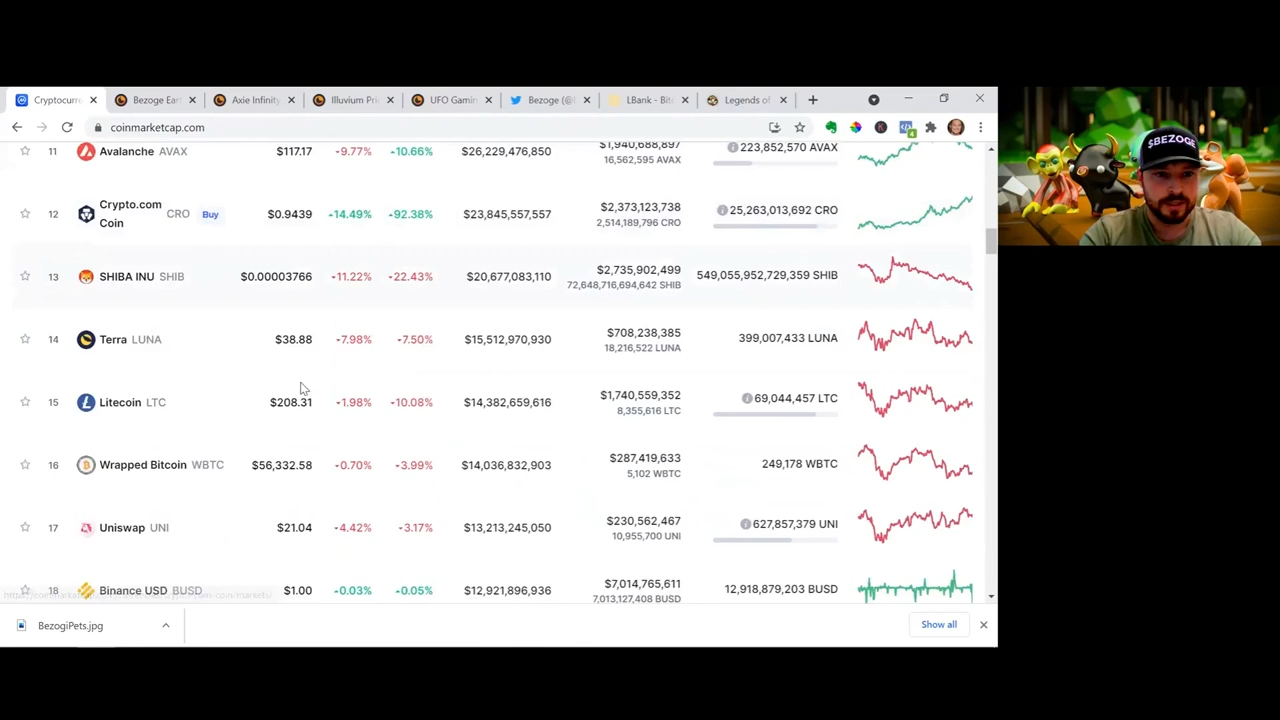 Cryptocurr
Bezoge Ear
Axie Infinity
Illuvium Pri
UFO Gamin
Bezoge (@
LBank - Bit
Legends of
coinmarketcap.com
4
11 Avalanche AVAX $117.17 9.77% 10.66% $26,229,476,850 $1,940,688,897 223,852,570 AVAX
16,562,595 AVAX
12 Crypto.com Coin CRO Buy $0.9439 14.49% 92.38% $23,845,557,557 $2,373,123,738 25,263,013,692 CRO
2,514,189,796 CRO
13 SHIBA INU SHIB $0.00003766 11.22% 22.43% $20,677,083,110 $2,735,902,499 549,055,952,729,359 SHIB
72,648,716,694,642 SHIB
14 Terra LUNA $38.88 7.98% 7.50% $15,512,970,930 $708,238,385 399,007,433 LUNA
18,216,522 LUNA
15 Litecoin LTC $208.31 1.98% 10.08% $14,382,659,616 $1,740,559,352 69,044,457 LTC
8,355,616 LTC
16 Wrapped Bitcoin WBTC $56,332.58 0.70% 3.99% $14,036,832,903 $287,419,633 249,178 WBTC
5,102 WBTC
17 Uniswap UNI $21.04 4.42% 3.17% $13,213,245,050 $230,562,467 627,857,379 UNI
10,955,700 UNI
18 Binance USD BUSD $1.00 0.03% 0.05% $12,921,896,936 $7,014,765,611 12,918,879,203 BUSD
7,013,127,408 BUSD
BezogiPets.jpg
Show all
$BEZOGE